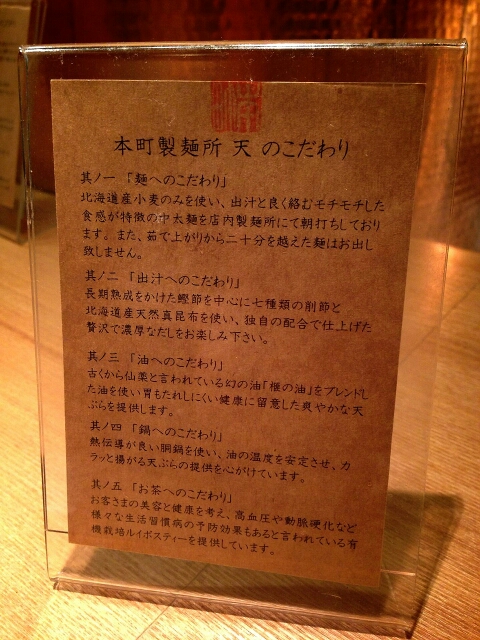 本町製麺所 天 のこだわり
其ノ一 「麺へのこだわり」
北海道産小麦のみを使い、出汁と良く絡むモチモチした
食感が特徴の中太麺を店内製麺所にて朝打ちしており
ます。また、茹で上がりから二十分を越えた麺はお出し
致しません。
其ノ二 「出汁へのこだわり」
長期熟成をかけた鰹節を中心に七種類の削節と
北海道産天然真昆布を使い、独自の配合で仕上げた
贅沢で濃厚なだしをお楽しみ下さい。
其ノ三 「油へのこだわり」
古くから仙薬と言われている幻の油「榧の油」をブレンドし
た油を使い胃もたれしにくい健康に留意した爽やかな天
ぷらを提供します。
其ノ四 「鍋へのこだわり」
熱伝導が良い胴鍋を使い、油の温度を安定させ、カ
ラッと揚がる天ぷらの提供を心がけています。
其ノ五 「お茶へのこだわり」
お客さまの美容と健康を考え、高血圧や動脈硬化など
様々な生活習慣病の予防効果もあると言われている有
機栽培ルイボスティーを提供しています。